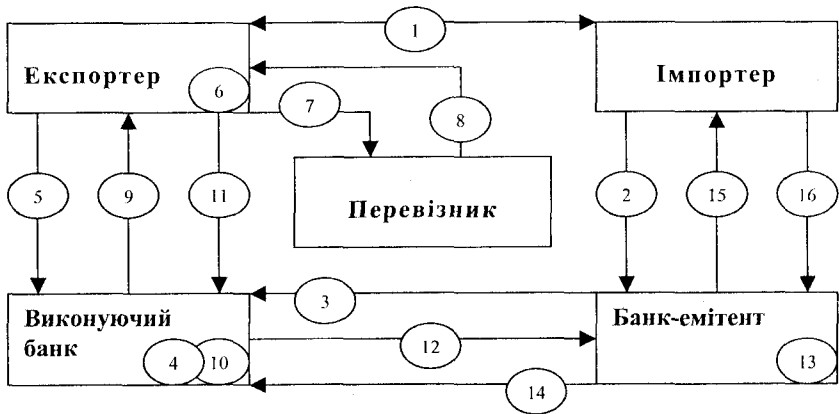 1
Експортер
Імпортер
6
7
8
Перевізник
5
9
11
2
15
16
3
Виконуючий
банк
4
10
12
Банк-емітент
13
14